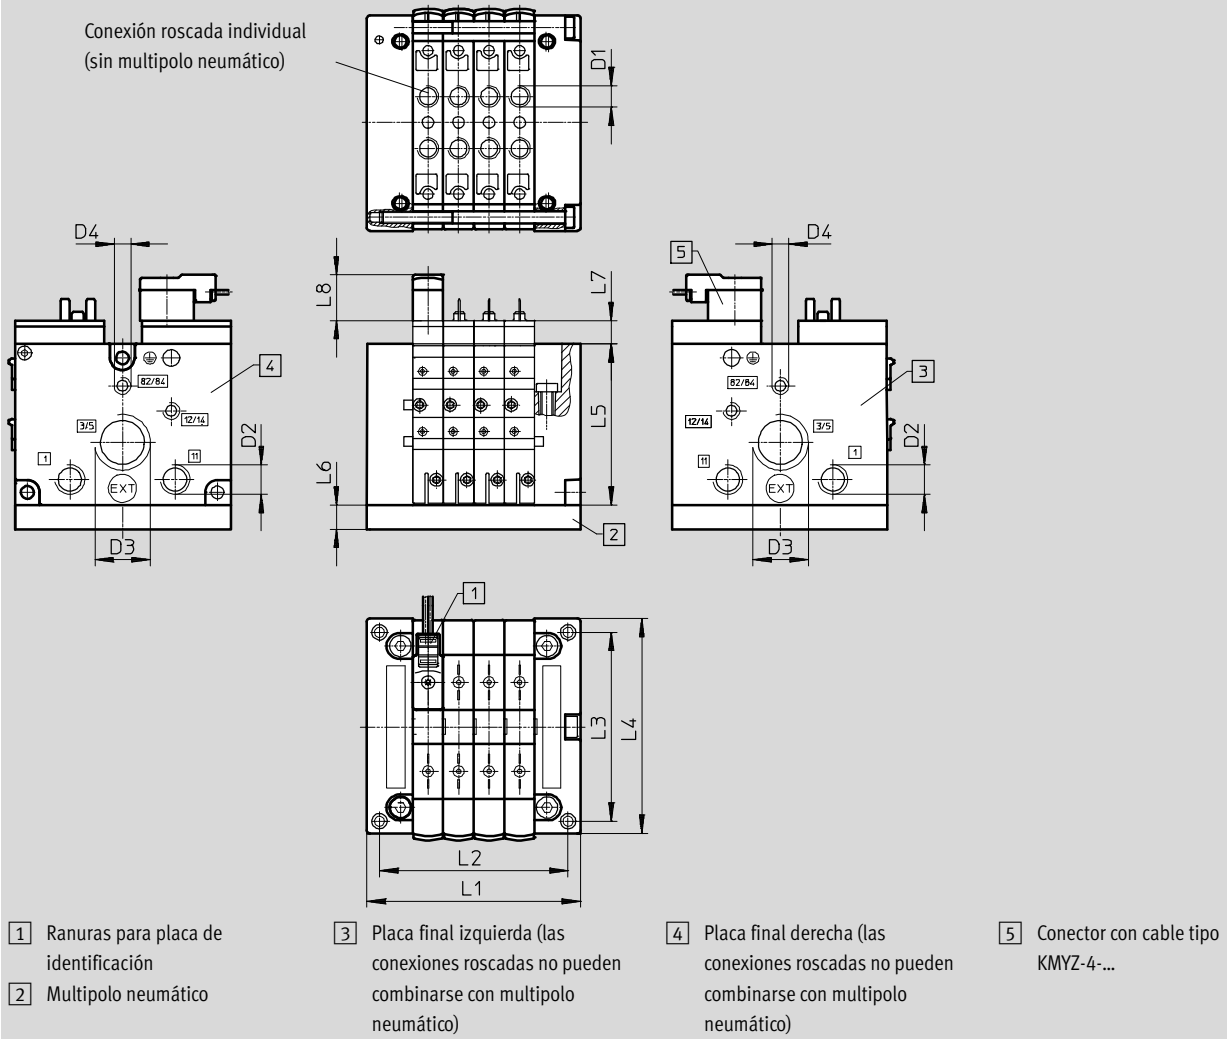 Conexión roscada individual
(sin multipolo neumático)
D1
D4
5
D4
L8
L7
4
3
82/84
82/84
12/14
12/14
3/5
3/5
D2
D2
L5
L6
1
11
11
1
EXT
EXT
2
D3
D3
1
L3
L4
L2
L1
1 Ranuras para placa de
identificación
2 Multipolo neumático
3 Placa final izquierda (las
conexiones roscadas no pueden
combinarse con multipolo
neumático)
4 Placa final derecha (las
conexiones roscadas no pueden
combinarse con multipolo
neumático)
5 Conector con cable tipo
KMYZ-4-...